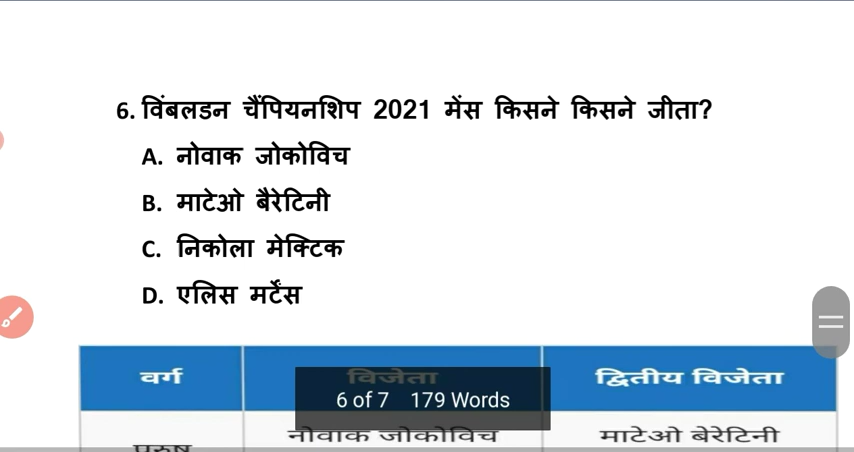 6. विंबलडन चैंपियनशिप 2021 मेंस किसने किसने जीता?
A. नोवाक जोकोविच
B. माटेओ बैरेटिनी
C. निकोला मेक्टिक
D. एलिस मर्टेंस
वर्ग विजेता द्वितीय विजेता
6 of 7 179 Words
पुरुष नोवाक जोकोविच माटेओ बेरेटिनी